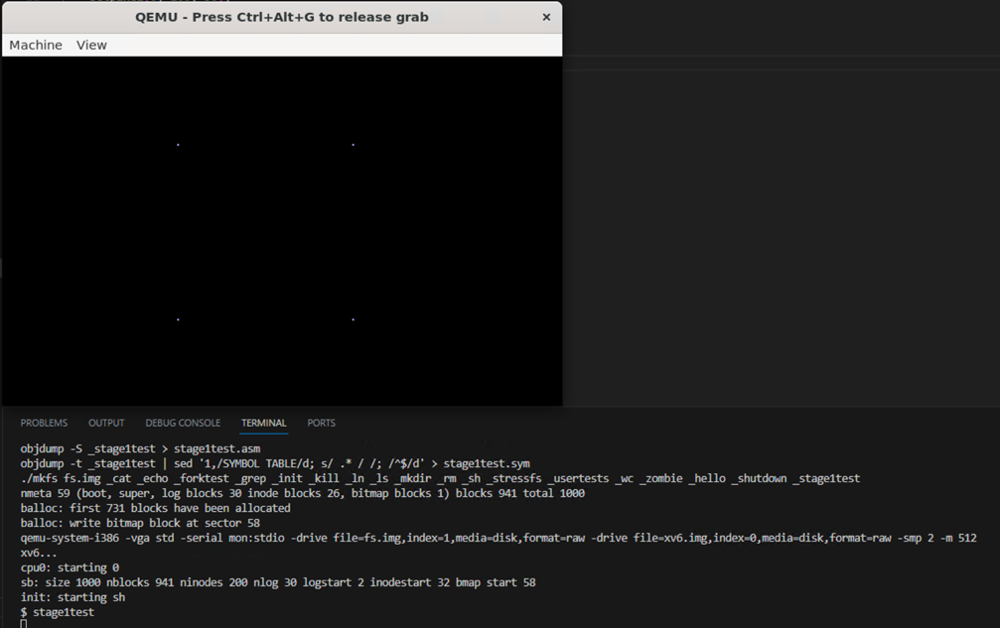 QEMU - Press Ctrl+Alt+G to release grab
Machine View
PROBLEMS OUTPUT DEBUG CONSOLE TERMINAL PORTS
objdump -S _stage1test > stage1test.asm
objdump -t _stage1test | sed '1,/SYMBOL TABLE/d; s/ .* / /; /^$/d' > stage1test.sym
./mkfs fs.img _cat _echo _forktest _grep _init _kill _ln _ls _mkdir _rm _sh _stressfs _usertests _wc _zombie _hello _shutdown _stage1test
nmeta 59 (boot, super, log blocks 30 inode blocks 26, bitmap blocks 1) blocks 941 total 1000
balloc: first 731 blocks have been allocated
balloc: write bitmap block at sector 58
qemu-system-i386 -vga std -serial mon:stdio -drive file=fs.img,index=1,media=disk,format=raw -drive file=xv6.img,index=0,media=disk,format=raw -smp 2 -m 512
xv6...
cpu0: starting 0
sb: size 1000 nblocks 941 ninodes 200 nlog 30 logstart 2 inodestart 32 bmap start 58
init: starting sh
$ stage1test